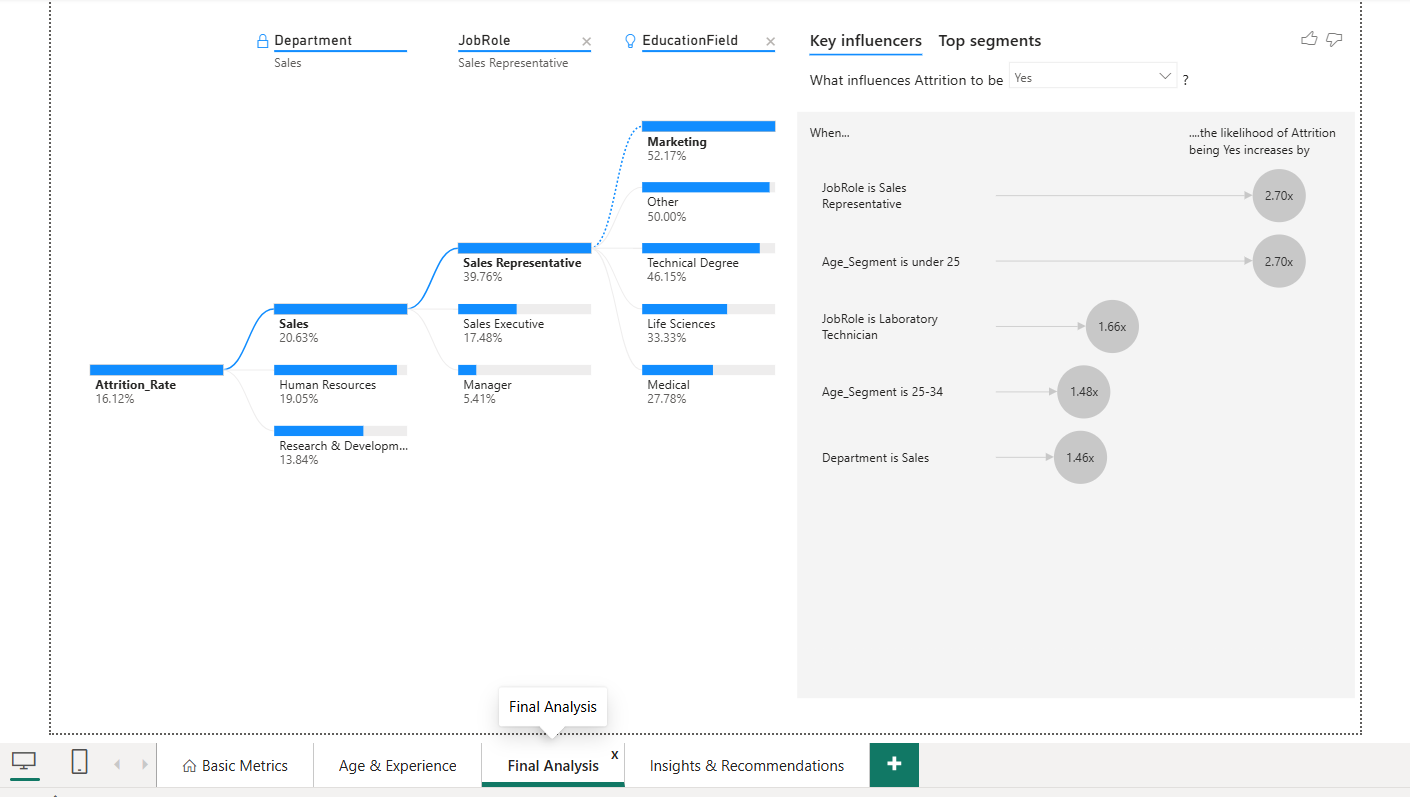 Department
Sales
JobRole
Sales Representative
EducationField
Attrition_Rate
16.12%
Sales
20.63%
Human Resources
19.05%
Research & Developm...
13.84%
Sales Representative
39.76%
Sales Executive
17.48%
Manager
5.41%
Marketing
52.17%
Other
50.00%
Technical Degree
46.15%
Life Sciences
33.33%
Medical
27.78%
Key influencers Top segments
What influences Attrition to be Yes ?
When...
....the likelihood of Attrition
being Yes increases by
JobRole is Sales
Representative
2.70x
Age_Segment is under 25
2.70x
JobRole is Laboratory
Technician
1.66x
Age_Segment is 25-34
1.48x
Department is Sales
1.46x
Final Analysis
Basic Metrics
Age & Experience
Final Analysis
x
Insights & Recommendations
+